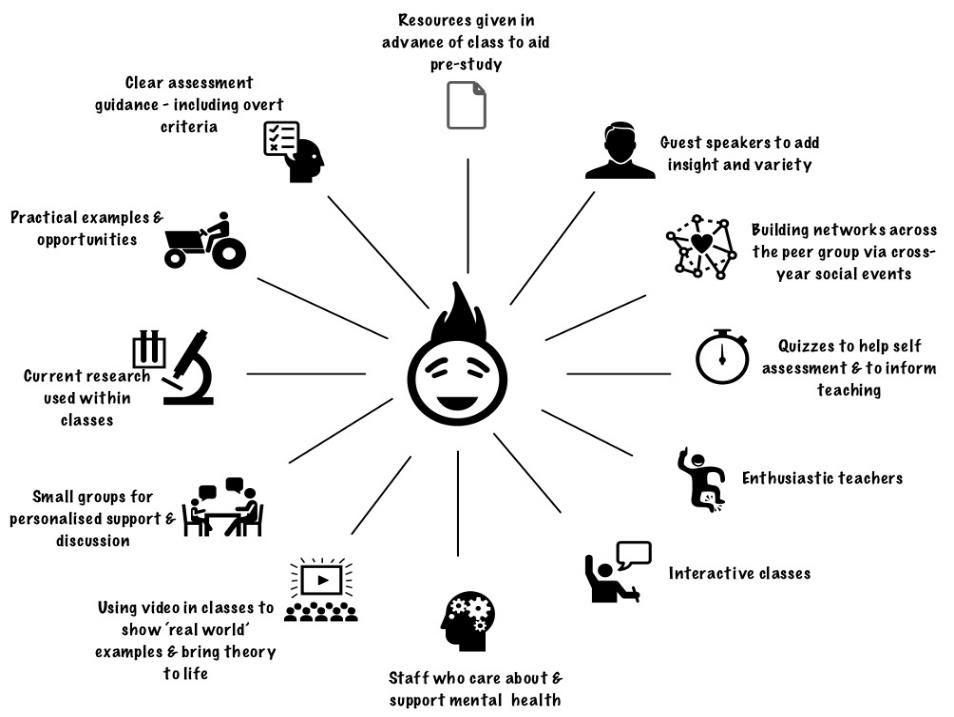 Resources given in
advance of class to aid
pre-study
Guest speakers to add
insight and variety
Building networks across
the peer group via cross-
year social events
Quizzes to help self
assessment & to inform
teaching
Enthusiastic teachers
Interactive classes
Staff who care about &
support mental health
Using video in classes to
show 'real world'
examples & bring theory
to life
Small groups for
personalised support &
discussion
Current research
used within
classes
Practical examples &
opportunities
Clear assessment
guidance - including overt
criteria